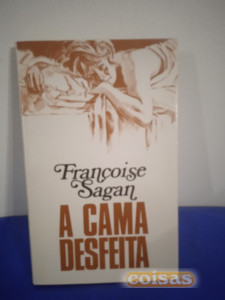 Françoise
Sagan
A CAMA
DESFEITA
coisas